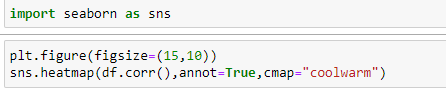 import seaborn as sns
plt.figure(figsize=(15,10))
sns.heatmap(df.corr(),annot=True,cmap="coolwarm")